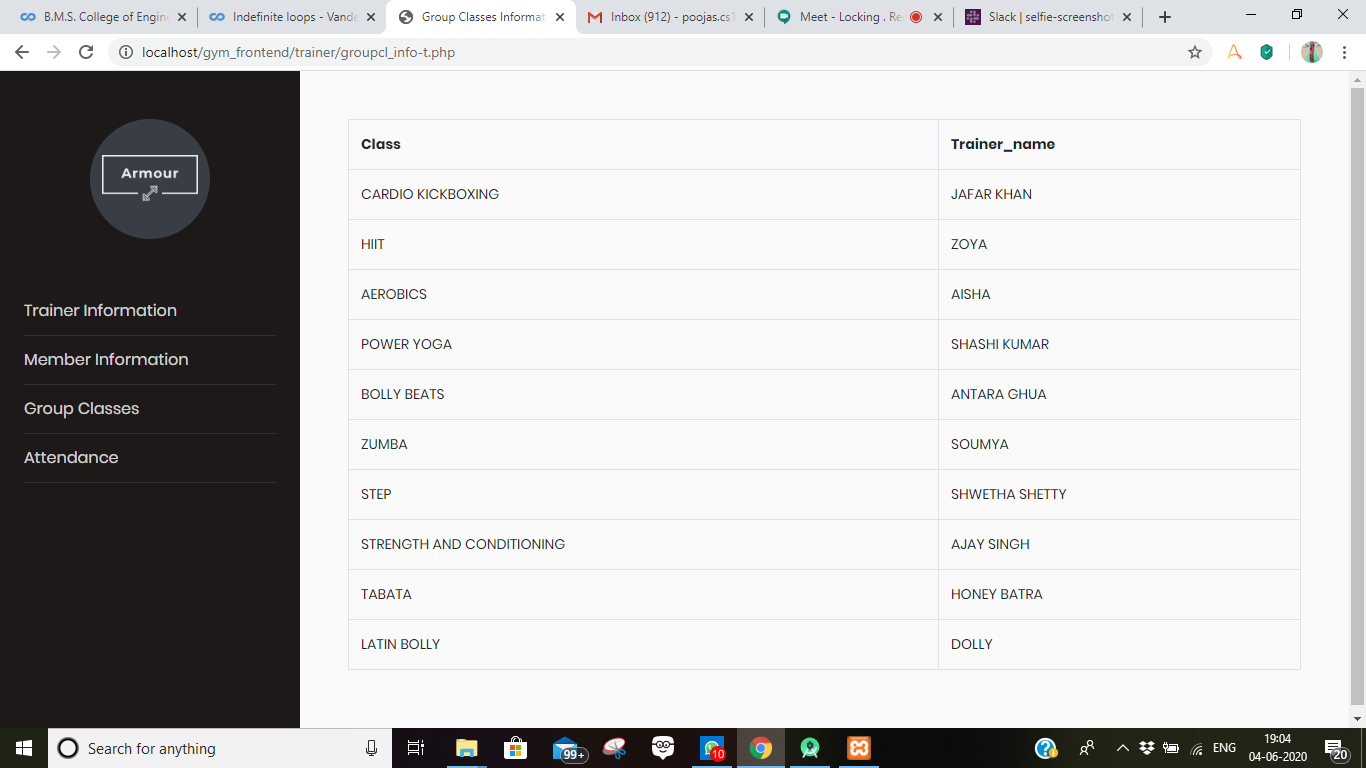 B.M.S. College of Engin
Indefinite loops - Vande
Group Classes Informat
Inbox (912) - poojas.cs1
Meet - Locking . Re
Slack | selfie-screenshot
localhost/gym_frontend/trainer/groupcl_info-t.php
Armour
Trainer Information
Member Information
Group Classes
Attendance
Class Trainer_name
CARDIO KICKBOXING JAFAR KHAN
HIIT ZOYA
AEROBICS AISHA
POWER YOGA SHASHI KUMAR
BOLLY BEATS ANTARA GHUA
ZUMBA SOUMYA
STEP SHWETHA SHETTY
STRENGTH AND CONDITIONING AJAY SINGH
TABATA HONEY BATRA
LATIN BOLLY DOLLY
Search for anything
99+
10
ENG
19:04
04-06-2020
20